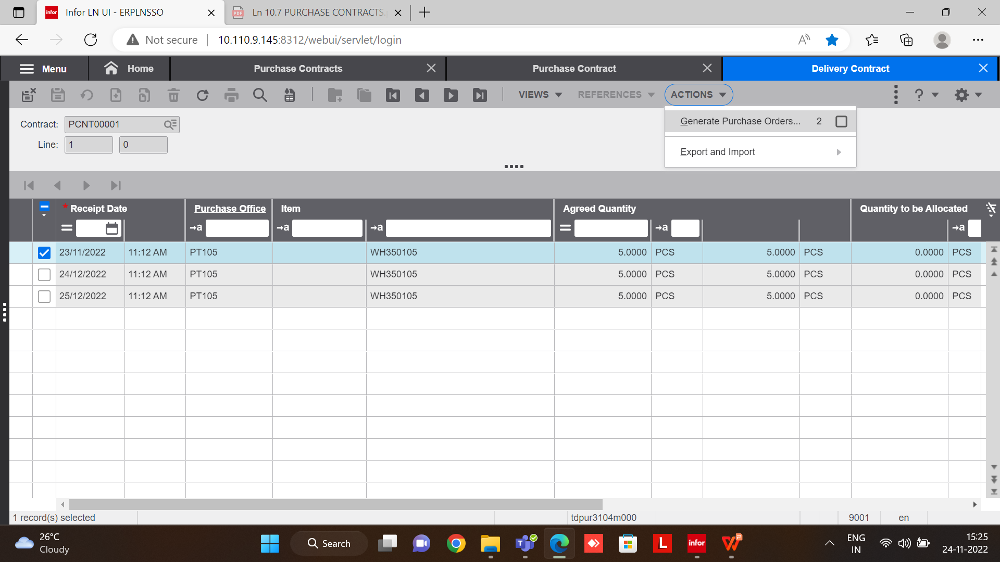 Infor LN UI - ERPLNSSO
Ln 10.7 PURCHASE CONTRACTS.
Not secure
10.110.9.145:8312/webui/servlet/login
Menu
Home
Purchase Contracts
Purchase Contract
Delivery Contract
VIEWS
REFERENCES
ACTIONS
Generate Purchase Orders... 2
Export and Import
Contract: PCNT00001
Line: 1 0
* Receipt Date Purchase Office Item Agreed Quantity Quantity to be Allocated
23/11/2022 11:12 AM PT105 WH350105 5.0000 PCS 5.0000 PCS 0.0000 PCS
24/12/2022 11:12 AM PT105 WH350105 5.0000 PCS 5.0000 PCS 0.0000 PCS
25/12/2022 11:12 AM PT105 WH350105 5.0000 PCS 5.0000 PCS 0.0000 PCS
1 record(s) selected tdpur3104m000 9001 en
26°C
Cloudy
Search
infor
ENG
IN
15:25
24-11-2022